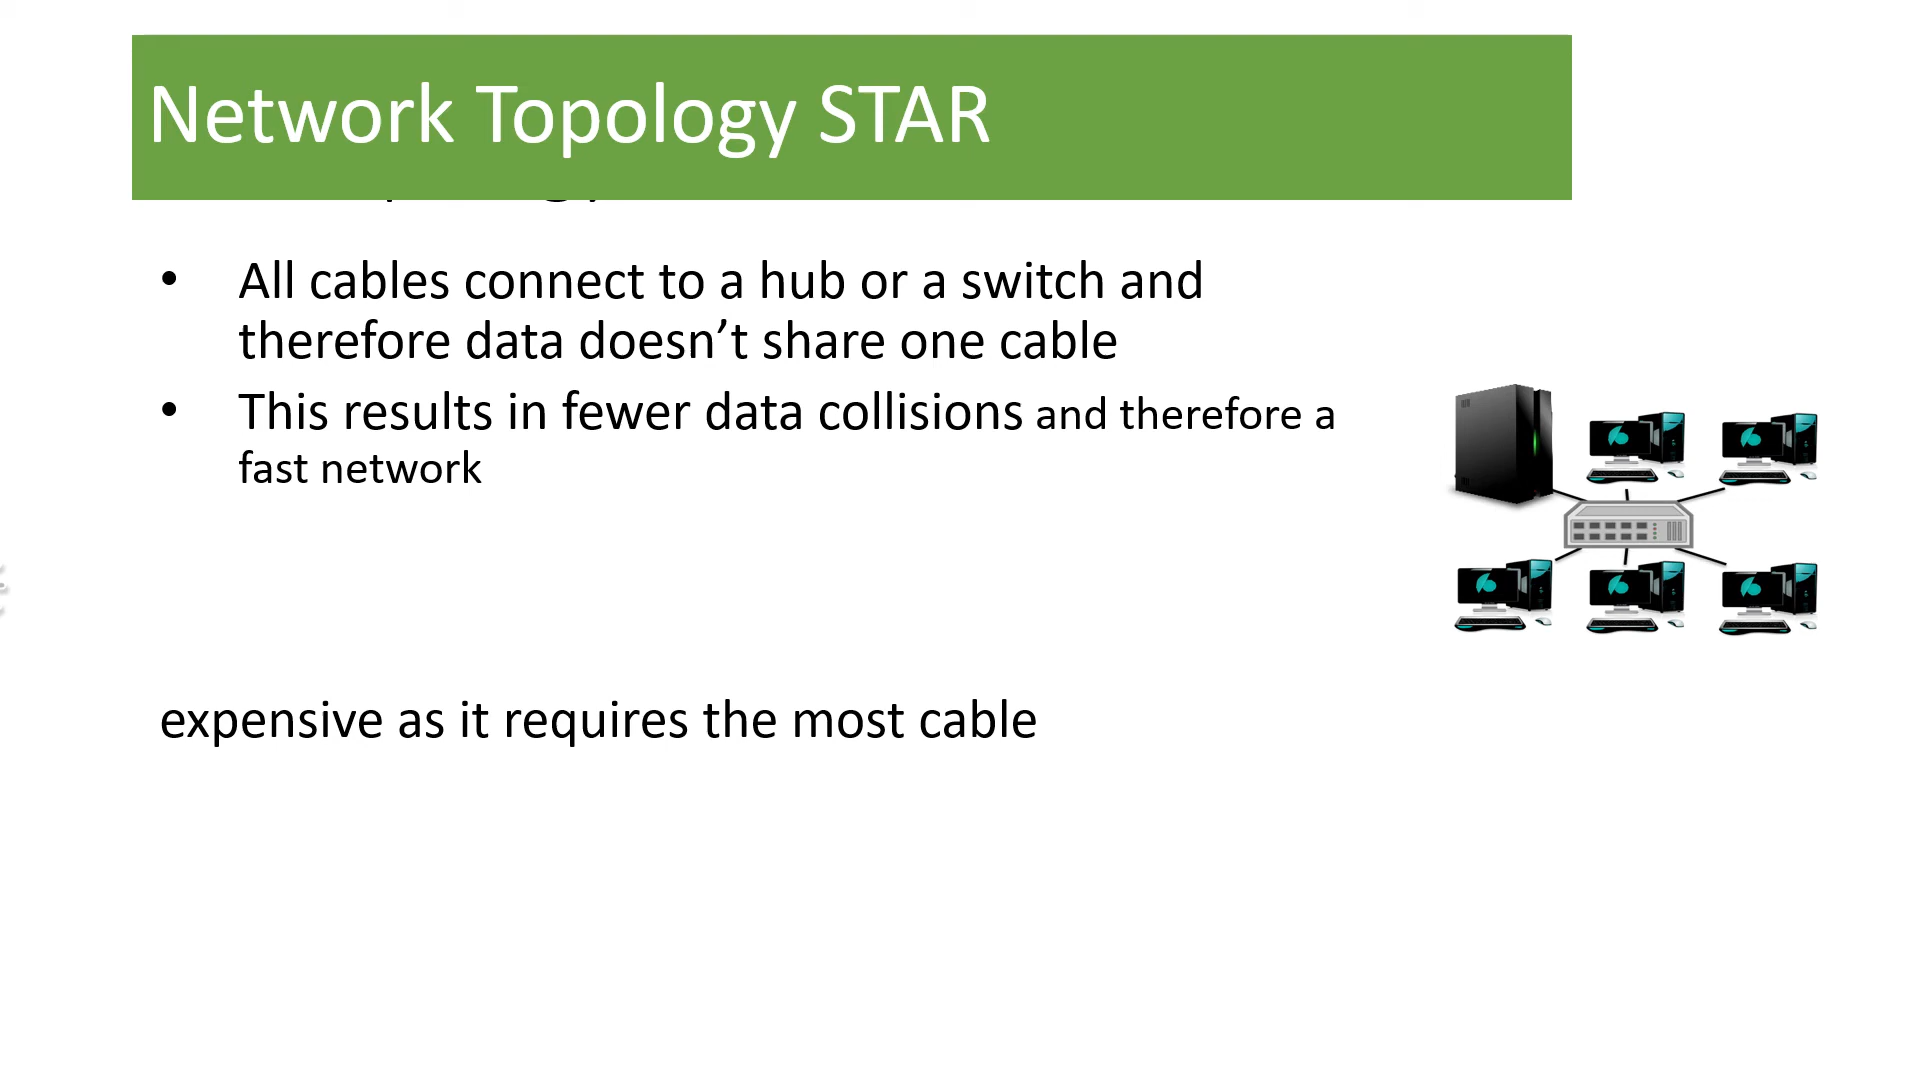 Network Topology STAR
• All cables connect to a hub or a switch and
therefore data doesn’t share one cable
• This results in fewer data collisions and therefore a
fast network
expensive as it requires the most cable